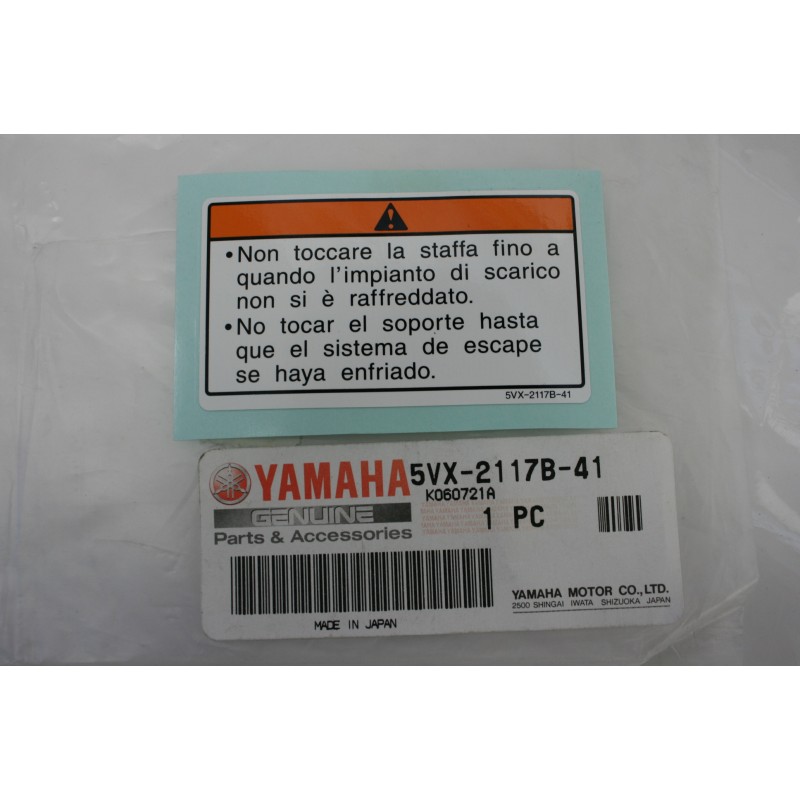 •Non toccare la staffa fino a
quando l'impianto di scarico
non si è raffreddato.
•No tocar el soporte hasta
que el sistema de escape
se haya enfriado.
5VX-2117B-41
YAMAHA 5VX-2117B-41
K060721A
GENUINE 1 PC
Parts & Accessories
YAMAHA MOTOR CO.,LTD.
2500 SHINGAI IWATA SHIZUOKA JAPAN
MADE IN JAPAN